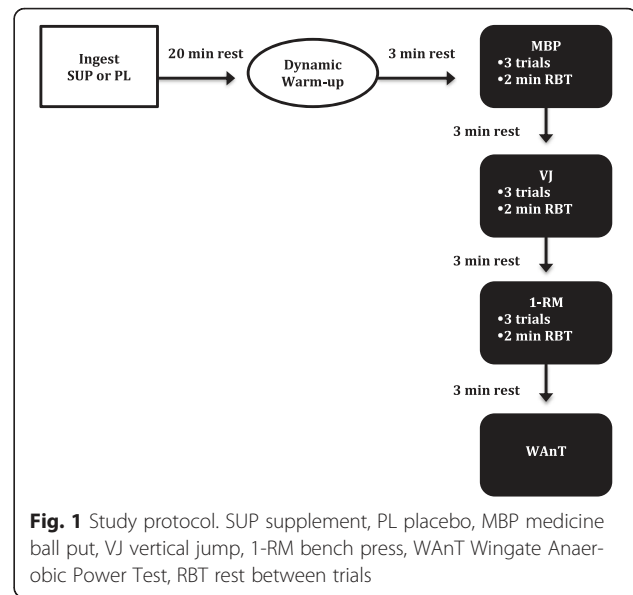 Ingest
SUP or PL
20 min rest
Dynamic
Warm-up
3 min rest
MBP
•3 trials
•2 min RBT
3 min rest
VJ
•3 trials
•2 min RBT
3 min rest
1-RM
•3 trials
•2 min RBT
3 min rest
WAnT
Fig. 1 Study protocol. SUP supplement, PL placebo, MBP medicine
ball put, VJ vertical jump, 1-RM bench press, WAnT Wingate Anaer-
obic Power Test, RBT rest between trials